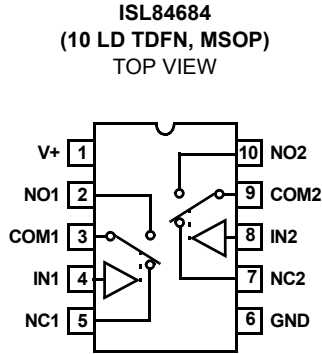 ISL84684
(10 LD TDFN, MSOP)
TOP VIEW
V+ 1
10 NO2
NO1 2
9 COM2
COM1 3
8 IN2
IN1 4
7 NC2
NC1 5
6 GND